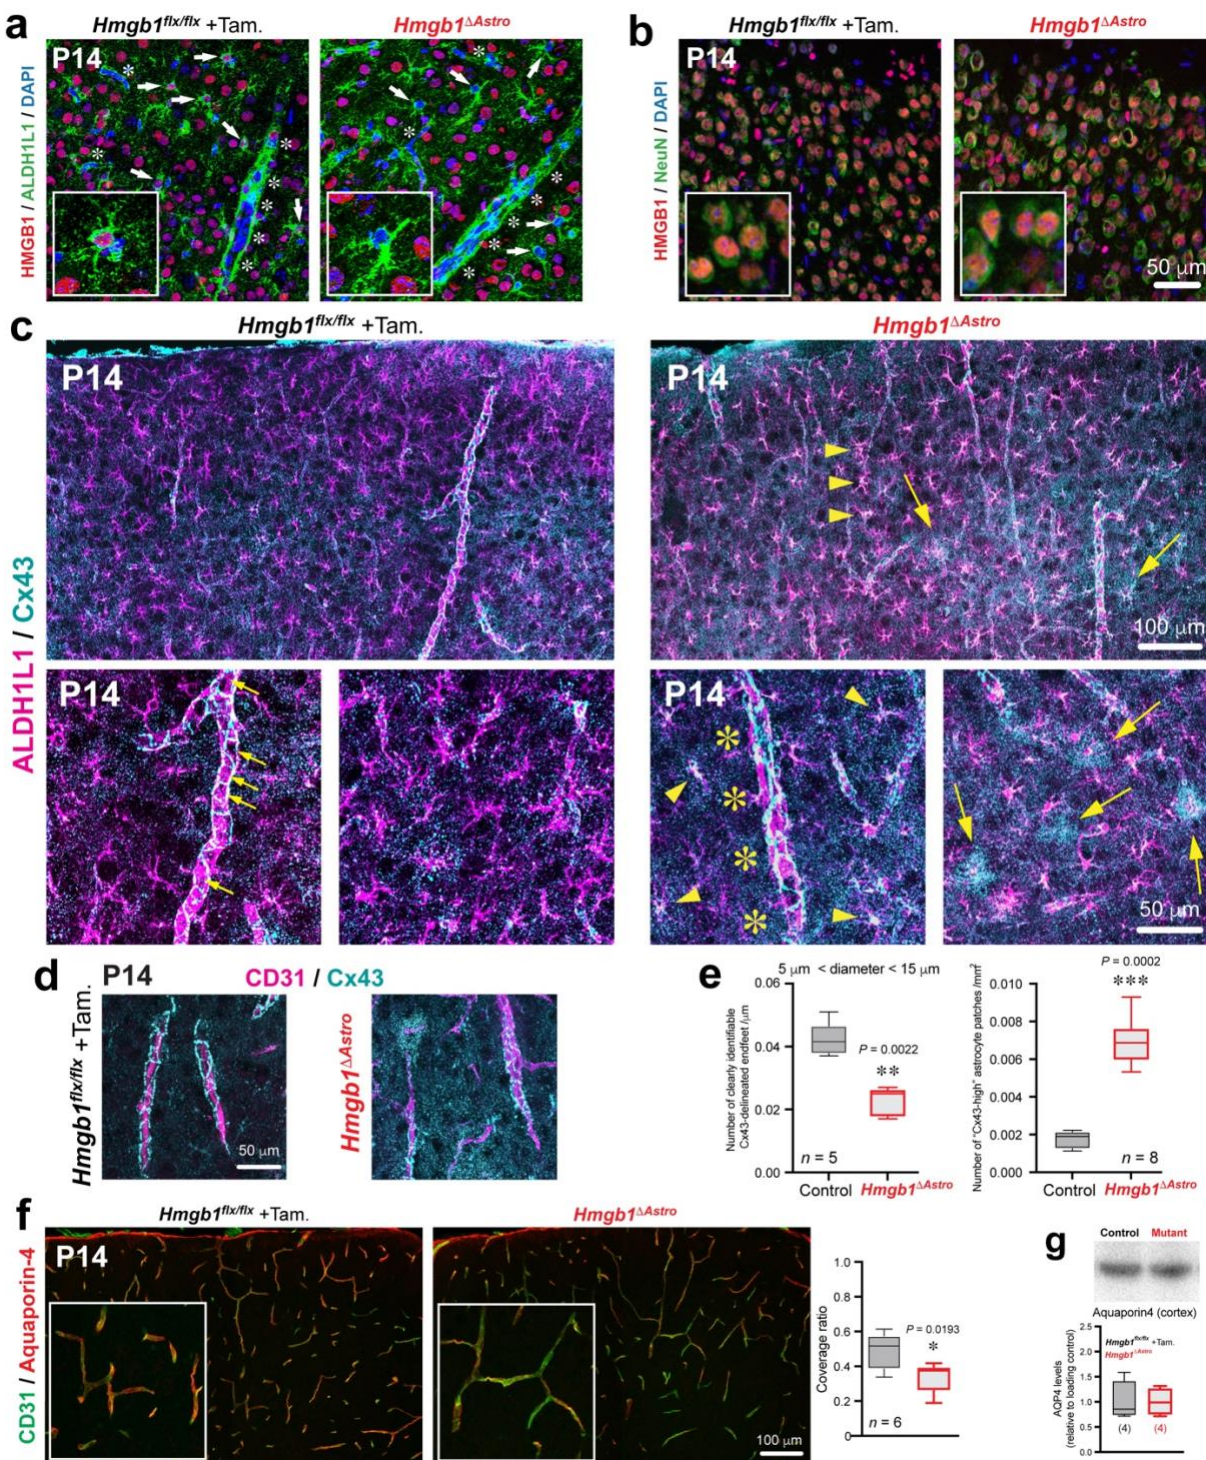 a
Hmgb1flx/flx +Tam.
Hmgb1ΔAstro
P14
HMGB1 / ALDH1L1 / DAPI
b
Hmgb1flx/flx +Tam.
Hmgb1ΔAstro
P14
HMGB1 / NeuN / DAPI
50 μm
c
Hmgb1flx/flx +Tam.
Hmgb1ΔAstro
P14
P14
100 μm
ALDH1L1 / Cx43
P14
P14
50 μm
d
P14
CD31 / Cx43
Hmgb1flx/flx +Tam.
Hmgb1ΔAstro
50 μm
e
5 μm < diameter < 15 μm
Number of clearly identifiable
Cx43-delineated endfeet /μm
0.06
0.04
0.02
0.00
P = 0.0022
**
n = 5
Control
Hmgb1ΔAstro
Number of "Cx43-high" astrocyte patches /mm2
0.010
0.008
0.006
0.004
0.002
0.000
P = 0.0002
***
n = 8
Control
Hmgb1ΔAstro
f
Hmgb1flx/flx +Tam.
Hmgb1ΔAstro
P14
CD31 / Aquaporin-4
100 μm
Coverage ratio
1.0
0.8
0.6
0.4
0.2
0
P = 0.0193
*
n = 6
g
Control
Mutant
Aquaporin4 (cortex)
AQP4 levels
(relative to loading control)
2.5
2.0
1.5
1.0
0.5
0.0
Hmgb1flx/flx +Tam.
Hmgb1ΔAstro
(4)
(4)